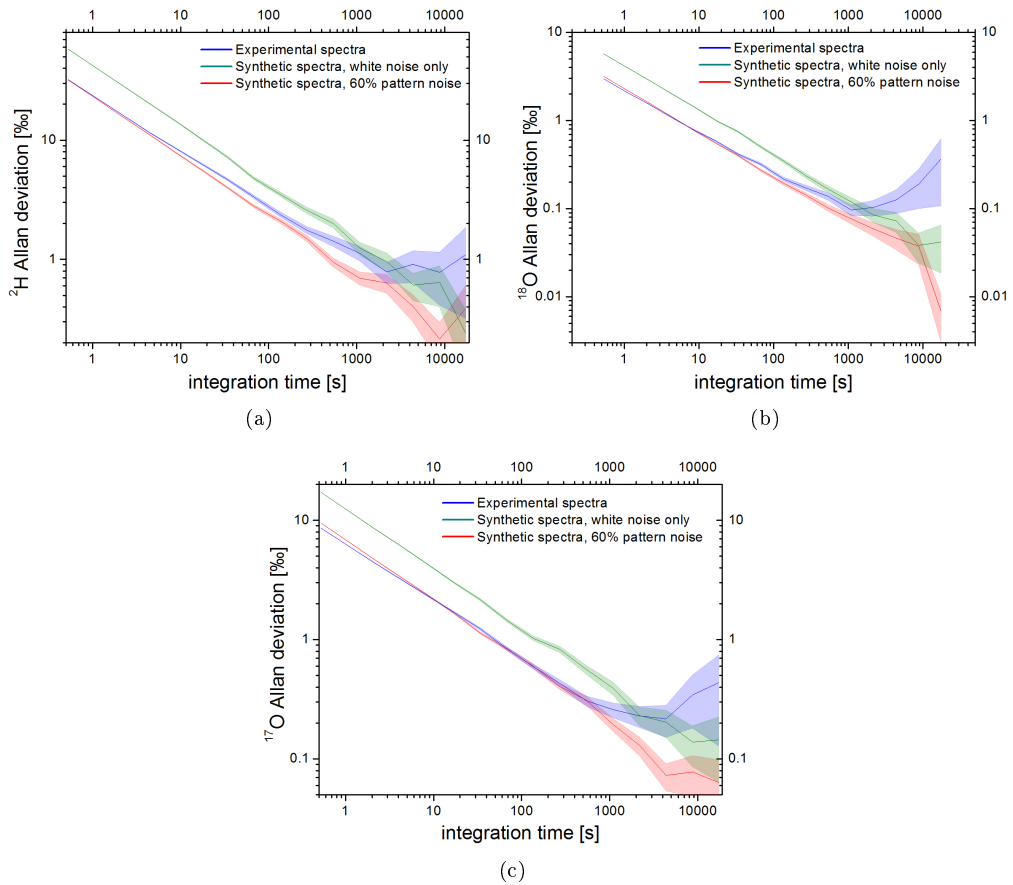 1 10 100 1000 10000
Experimental spectra
Synthetic spectra, white noise only
Synthetic spectra, 60% pattern noise
10 10
1 1
²H Allan deviation [‰]
1 10 100 1000 10000
integration time [s]
(a)
1 10 100 1000 10000
10 10
Experimental spectra
Synthetic spectra, white noise only
Synthetic spectra, 60% pattern noise
1 1
0.1 0.1
0.01 0.01
¹⁸O Allan deviation [‰]
1 10 100 1000 10000
integration time [s]
(b)
1 10 100 1000 10000
Experimental spectra
Synthetic spectra, white noise only
Synthetic spectra, 60% pattern noise
10 10
1 1
0.1 0.1
¹⁷O Allan deviation [‰]
1 10 100 1000 10000
integration time [s]
(c)